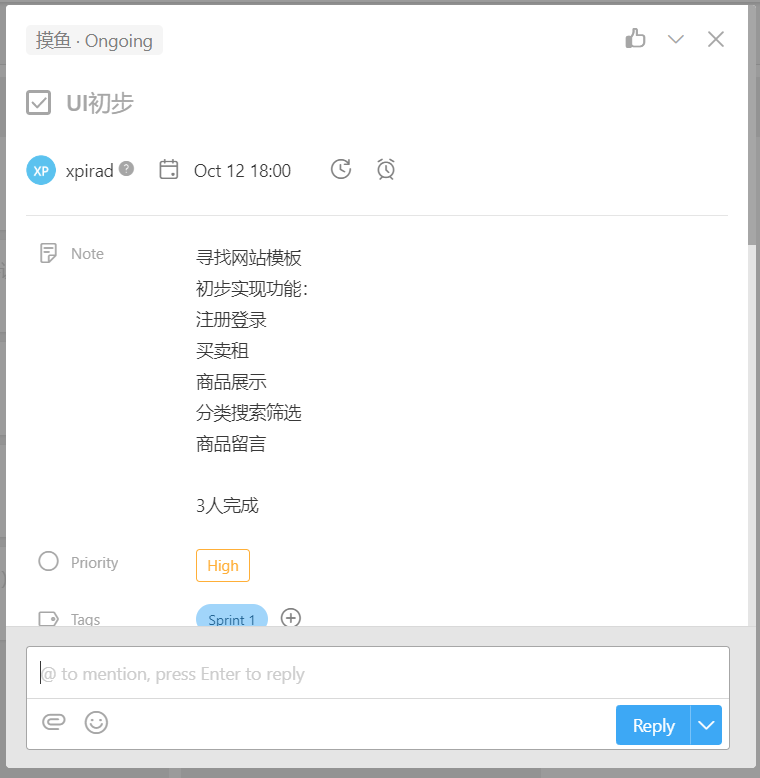 摸鱼 · Ongoing
UI初步
XP xpirad ? Oct 12 18:00
Note
寻找网站模板
初步实现功能：
注册登录
买卖租
商品展示
分类搜索筛选
商品留言
3人完成
Priority High
Tags Sprint 1
@ to mention, press Enter to reply
Reply